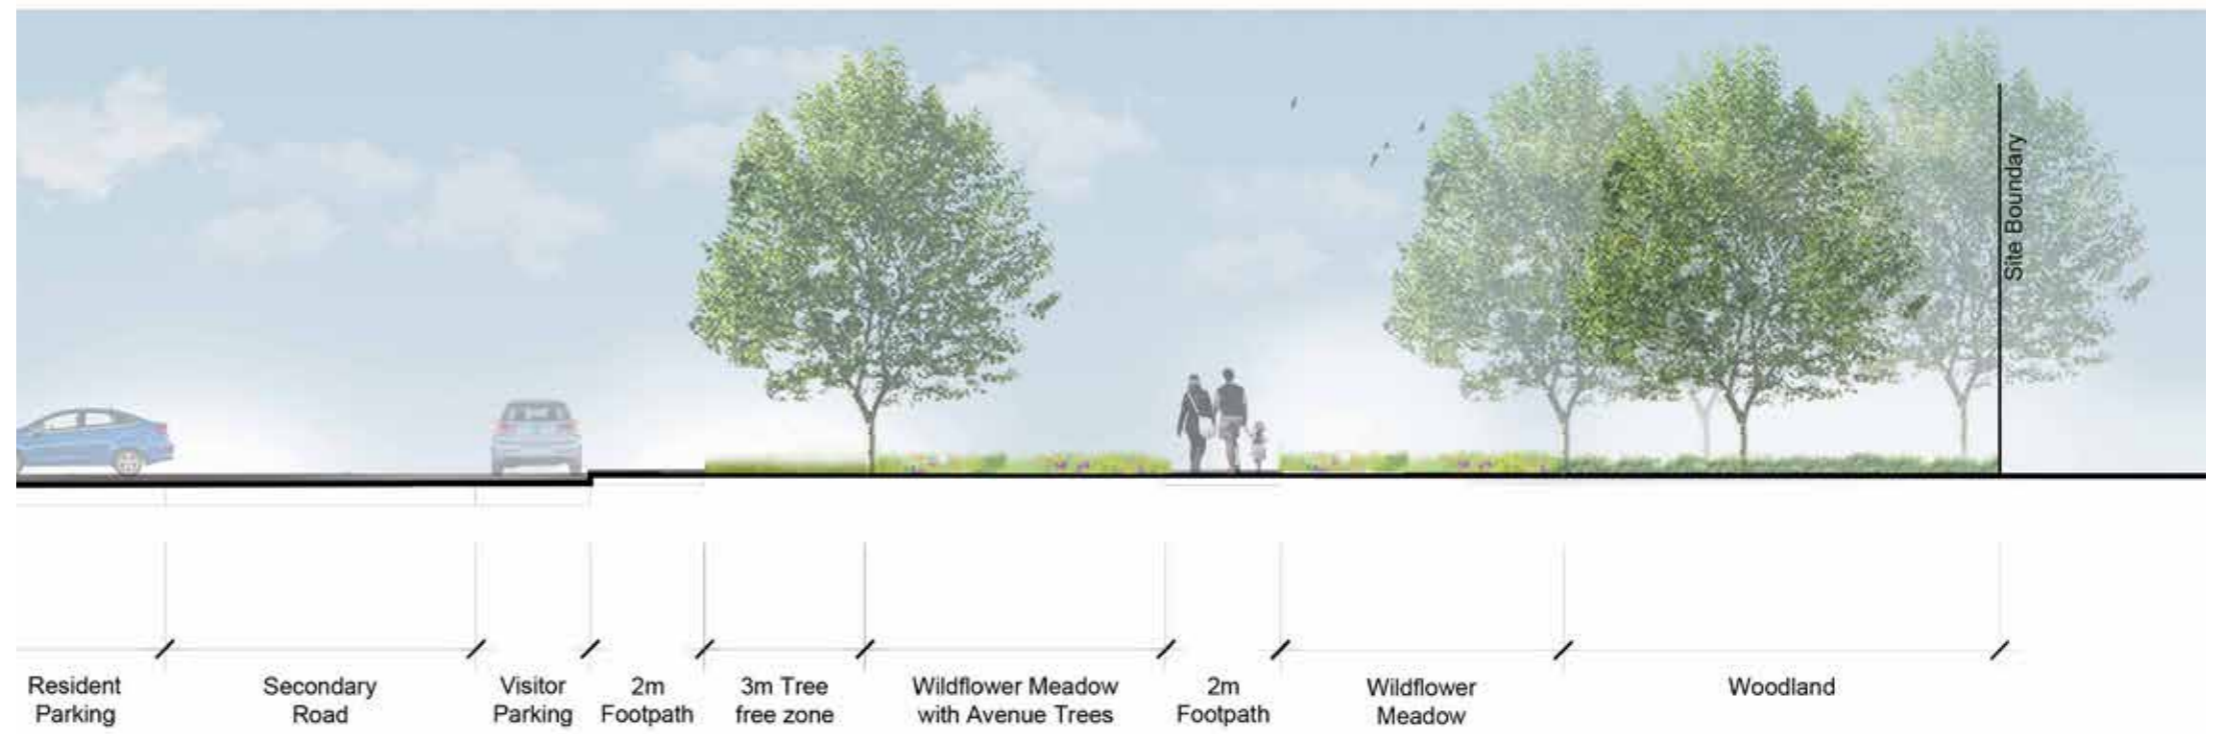 Site Boundary
Resident
Parking
Secondary
Road
Visitor
Parking
2m
Footpath
3m Tree
free zone
Wildflower Meadow
with Avenue Trees
2m
Footpath
Wildflower
Meadow
Woodland